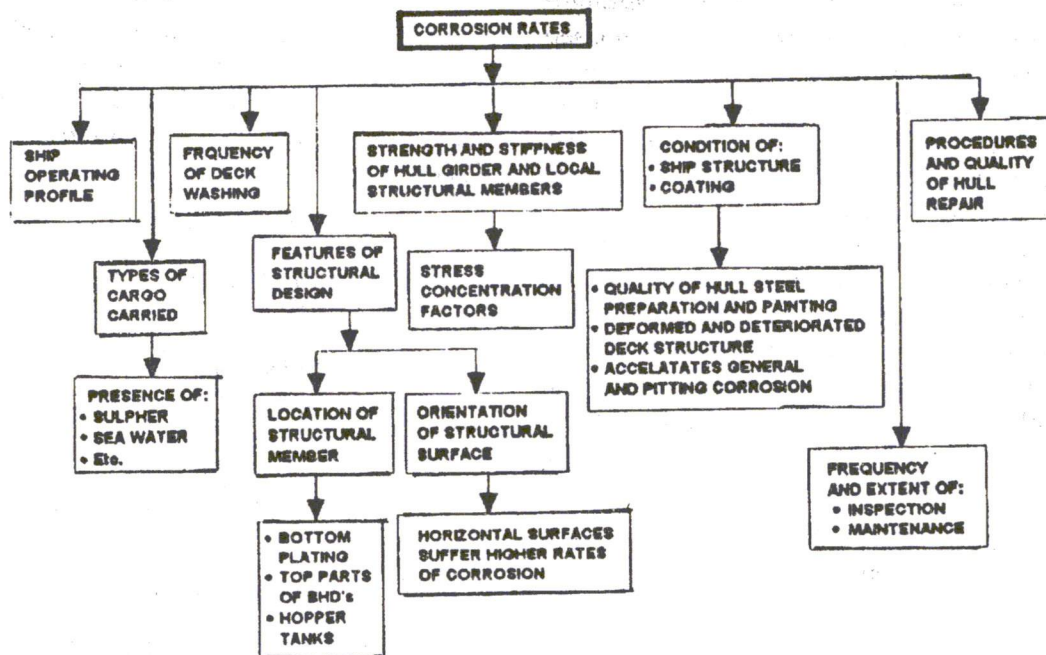 CORROSION RATES
SHIP
OPERATING
PROFILE
FRQUENCY
OF DECK
WASHING
STRENGTH AND STIFFNESS
OF HULL GIRDER AND LOCAL
STRUCTURAL MEMBERS
CONDITION OF:
• SHIP STRUCTURE
• COATING
PROCEDURES
AND QUALITY
OF HULL
REPAIR
TYPES OF
CARGO
CARRIED
FEATURES OF
STRUCTURAL
DESIGN
STRESS
CONCENTRATION
FACTORS
• QUALITY OF HULL STEEL
PREPARATION AND PAINTING
• DEFORMED AND DETERIORATED
DECK STRUCTURE
• ACCELATATES GENERAL
AND PITTING CORROSION
PRESENCE OF:
• SULPHER
• SEA WATER
• Etc.
LOCATION OF
STRUCTURAL
MEMBER
ORIENTATION
OF STRUCTURAL
SURFACE
FREQUENCY
AND EXTENT OF:
• INSPECTION
• MAINTENANCE
• BOTTOM
PLATING
• TOP PARTS
OF BHD's
• HOPPER
TANKS
HORIZONTAL SURFACES
SUFFER HIGHER RATES
OF CORROSION